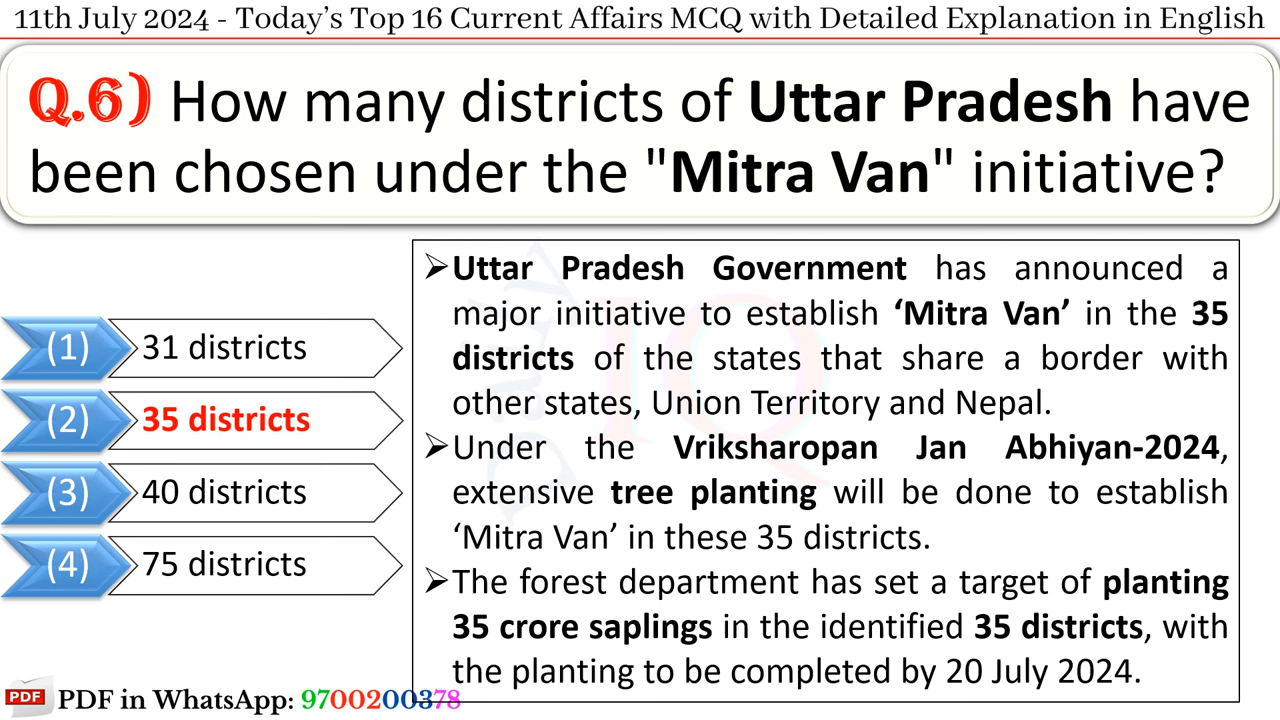 11th July 2024 - Today’s Top 16 Current Affairs MCQ with Detailed Explanation in English
Q.6) How many districts of Uttar Pradesh have
been chosen under the "Mitra Van" initiative?
(1) 31 districts
(2) 35 districts
(3) 40 districts
(4) 75 districts
➢Uttar Pradesh Government has announced a
major initiative to establish ‘Mitra Van’ in the 35
districts of the states that share a border with
other states, Union Territory and Nepal.
➢Under the Vriksharopan Jan Abhiyan-2024,
extensive tree planting will be done to establish
‘Mitra Van’ in these 35 districts.
➢The forest department has set a target of planting
35 crore saplings in the identified 35 districts, with
the planting to be completed by 20 July 2024.
Daily
IQ
PDF PDF in WhatsApp: 9700200378